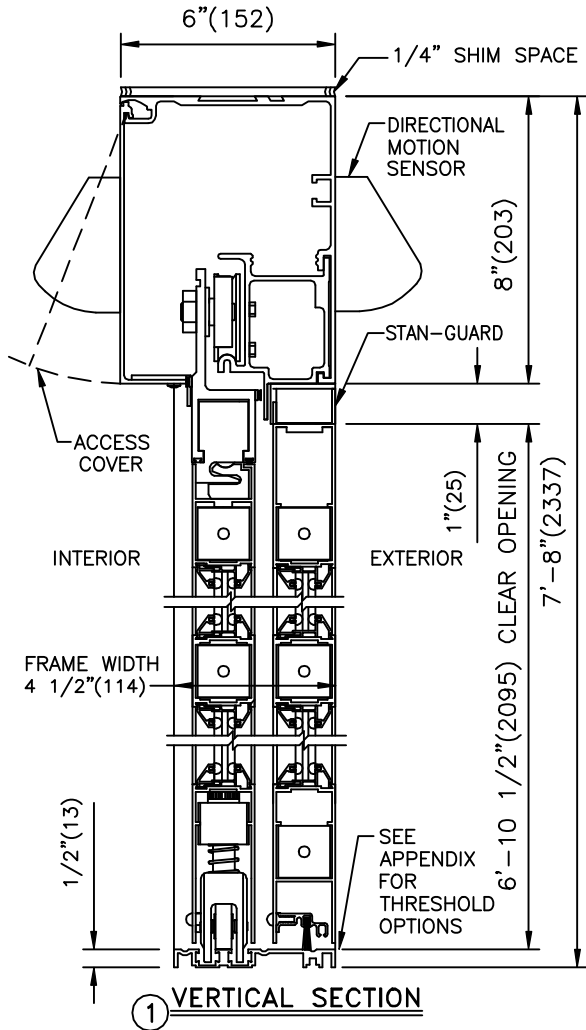 6"(152)
1/4" SHIM SPACE
DIRECTIONAL
MOTION
SENSOR
8"(203)
STAN-GUARD
ACCESS
COVER
1"(25)
INTERIOR
EXTERIOR
6'-10 1/2"(2095) CLEAR OPENING
7'-8"(2337)
FRAME WIDTH
4 1/2"(114)
1/2"(13)
SEE
APPENDIX
FOR
THRESHOLD
OPTIONS
1 VERTICAL SECTION